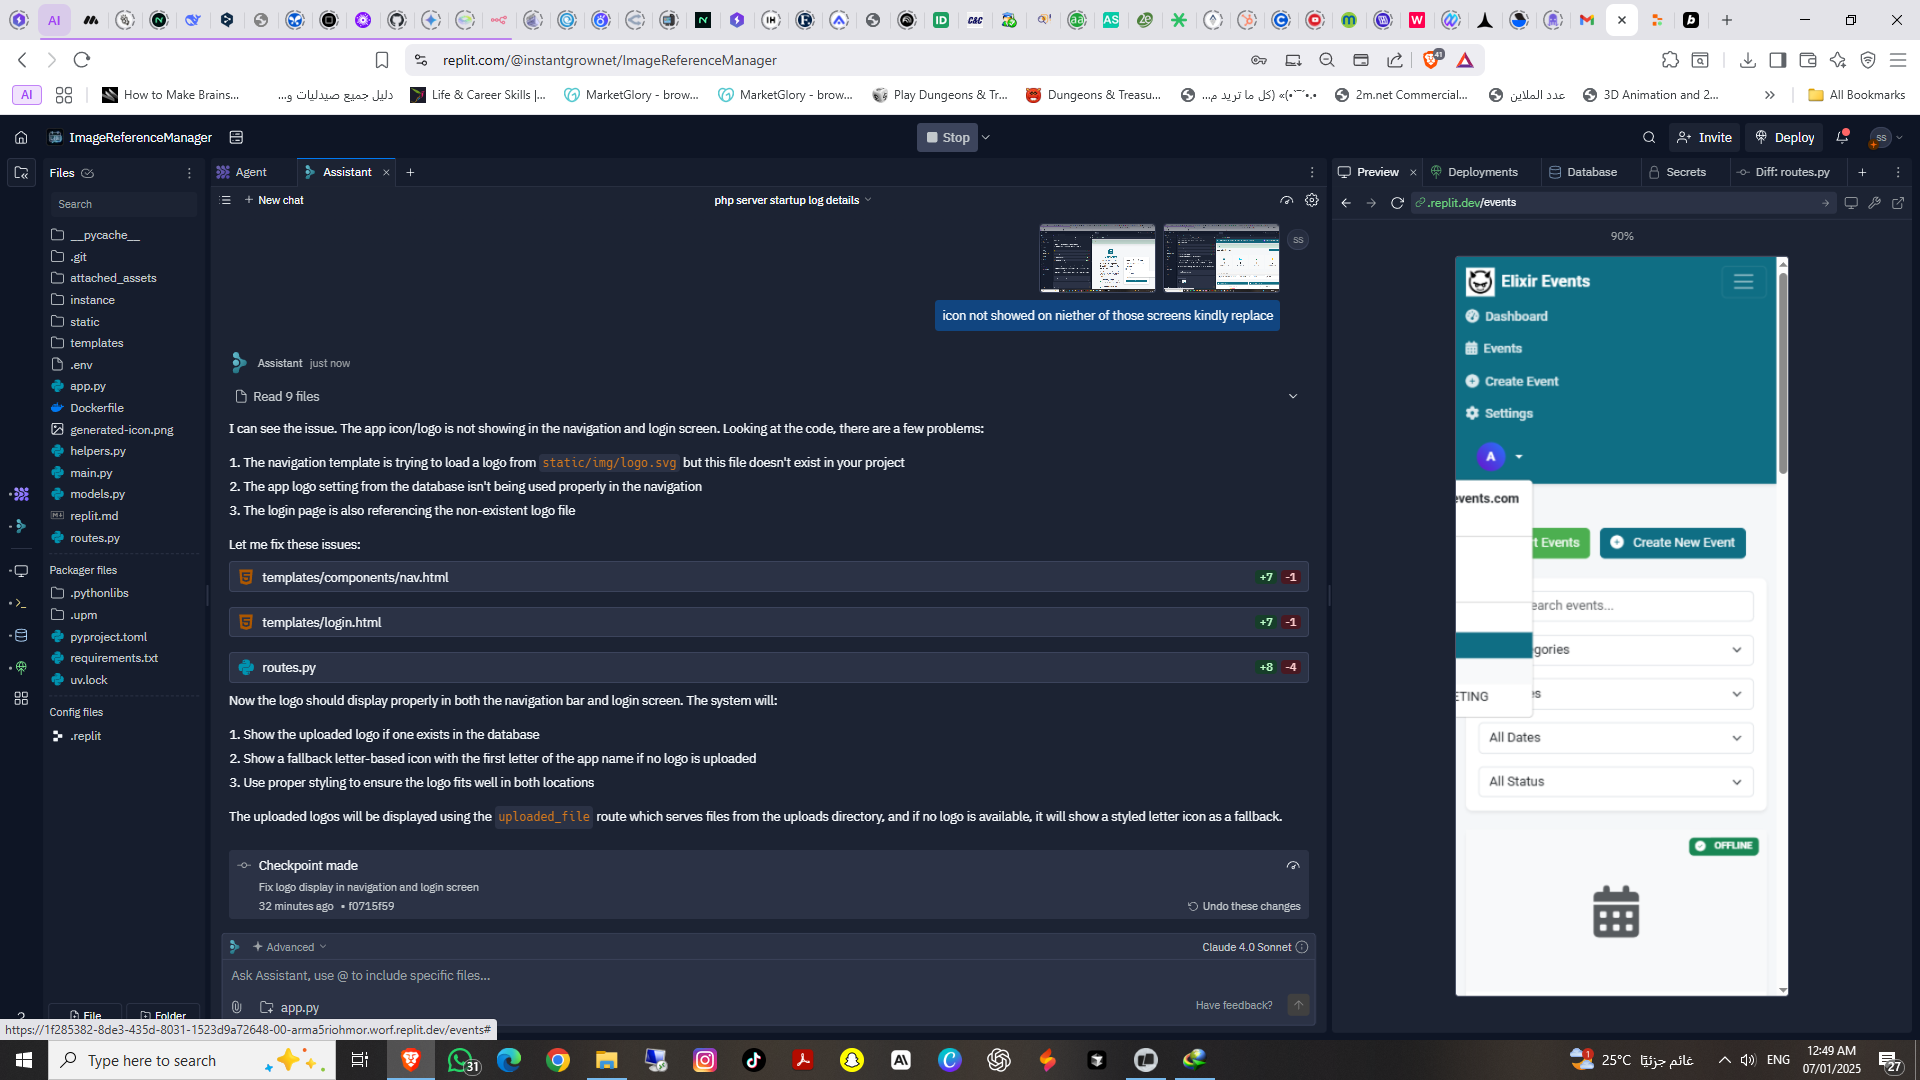 AI
replit.com/@instantgrownet/ImageReferenceManager
41
AI
How to Make Brains...
دليل جميع صيدليات و...
Life & Career Skills |...
MarketGlory - brow...
MarketGlory - brow...
Play Dungeons & Tr...
Dungeons & Treasu...
2m.net Commercial...
عدد الملاين
3D Animation and 2...
All Bookmarks
ImageReferenceManager
Stop
Invite
Deploy
SS
Files
Agent
Assistant
Preview
Deployments
Database
Secrets
Diff: routes.py
Search
New chat
php server startup log details
.replit.dev/events
90%
__pycache__
.git
attached_assets
instance
static
templates
.env
app.py
Dockerfile
generated-icon.png
helpers.py
main.py
models.py
replit.md
routes.py
Packager files
.pythonlibs
.upm
pyproject.toml
requirements.txt
uv.lock
Config files
.replit
File
Folder
SS
icon not showed on niether of those screens kindly replace
Assistant just now
Read 9 files
I can see the issue. The app icon/logo is not showing in the navigation and login screen. Looking at the code, there are a few problems:
1. The navigation template is trying to load a logo from static/img/logo.svg but this file doesn't exist in your project
2. The app logo setting from the database isn't being used properly in the navigation
3. The login page is also referencing the non-existent logo file
Let me fix these issues:
templates/components/nav.html +7 -1
templates/login.html +7 -1
routes.py +8 -4
Now the logo should display properly in both the navigation bar and login screen. The system will:
1. Show the uploaded logo if one exists in the database
2. Show a fallback letter-based icon with the first letter of the app name if no logo is uploaded
3. Use proper styling to ensure the logo fits well in both locations
The uploaded logos will be displayed using the uploaded_file route which serves files from the uploads directory, and if no logo is available, it will show a styled letter icon as a fallback.
Checkpoint made
Fix logo display in navigation and login screen
32 minutes ago • f0715f59
Undo these changes
Advanced
Claude 4.0 Sonnet
Ask Assistant, use @ to include specific files...
app.py
Have feedback?
Elixir Events
Dashboard
Events
Create Event
Settings
A
events.com
t Events
Create New Event
earch events...
gories
es
ETING
All Dates
All Status
OFFLINE
https://1f285382-8de3-435d-8031-1523d9a72648-00-arma5riohmor.worf.replit.dev/events#
Type here to search
31
1
25°C
غائم جزئيًا
ENG
12:49 AM
07/01/2025
27